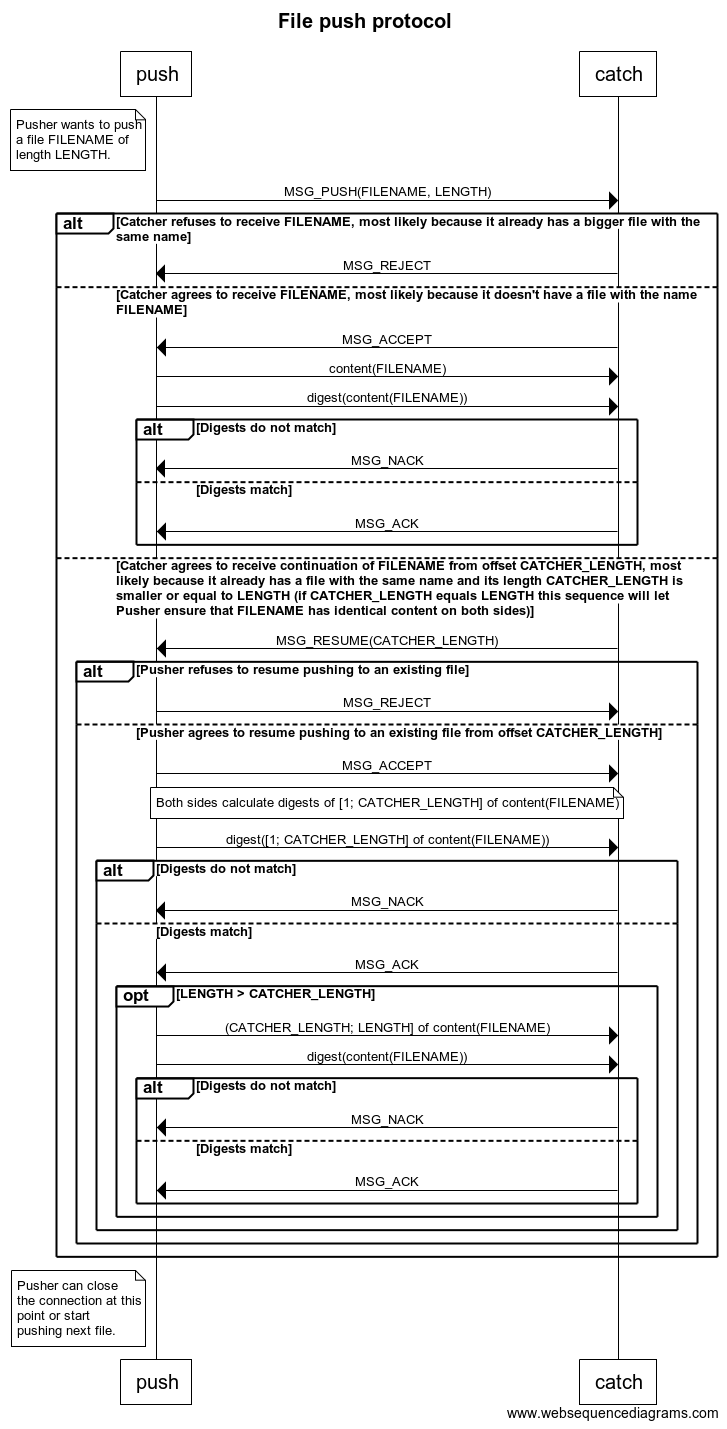 File push protocol
push
catch
Pusher wants to push
a file FILENAME of
length LENGTH.
MSG_PUSH(FILENAME, LENGTH)
alt
[Catcher refuses to receive FILENAME, most likely because it already has a bigger file with the
same name]
MSG_REJECT
[Catcher agrees to receive FILENAME, most likely because it doesn't have a file with the name
FILENAME]
MSG_ACCEPT
content(FILENAME)
digest(content(FILENAME))
alt
[Digests do not match]
MSG_NACK
[Digests match]
MSG_ACK
[Catcher agrees to receive continuation of FILENAME from offset CATCHER_LENGTH, most
likely because it already has a file with the same name and its length CATCHER_LENGTH is
smaller or equal to LENGTH (if CATCHER_LENGTH equals LENGTH this sequence will let
Pusher ensure that FILENAME has identical content on both sides)]
MSG_RESUME(CATCHER_LENGTH)
alt
[Pusher refuses to resume pushing to an existing file]
MSG_REJECT
[Pusher agrees to resume pushing to an existing file from offset CATCHER_LENGTH]
MSG_ACCEPT
Both sides calculate digests of [1; CATCHER_LENGTH] of content(FILENAME)
digest([1; CATCHER_LENGTH] of content(FILENAME))
alt
[Digests do not match]
MSG_NACK
[Digests match]
MSG_ACK
opt
[LENGTH > CATCHER_LENGTH]
(CATCHER_LENGTH; LENGTH] of content(FILENAME)
digest(content(FILENAME))
alt
[Digests do not match]
MSG_NACK
[Digests match]
MSG_ACK
Pusher can close
the connection at this
point or start
pushing next file.
push
catch
www.websequencediagrams.com